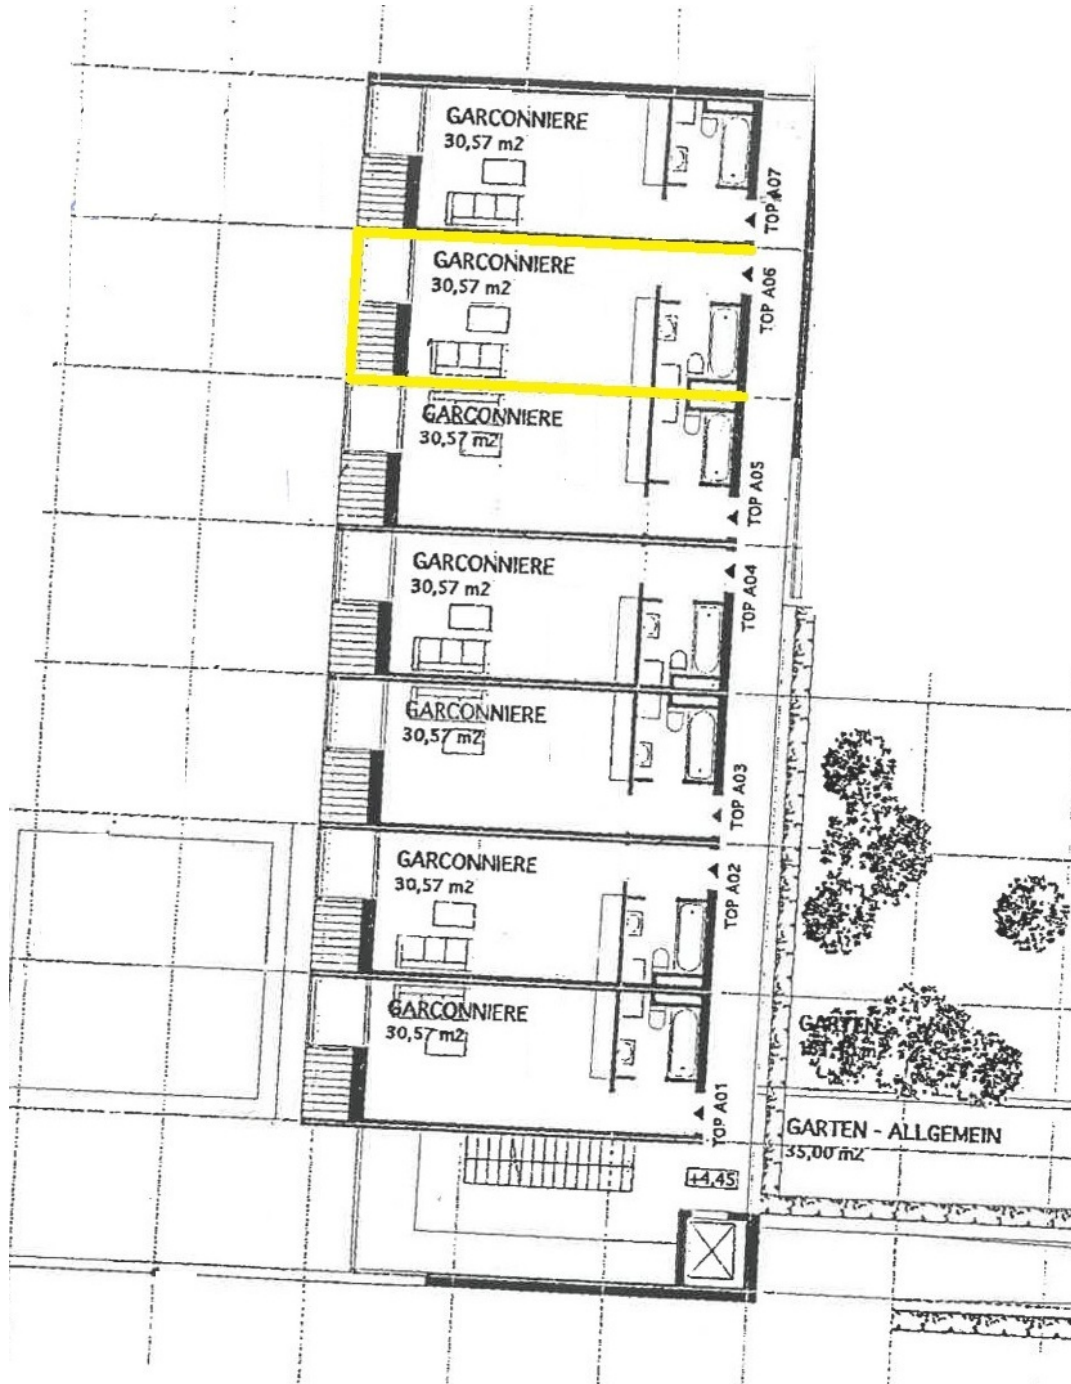 GARCONNIERE
30,57 m2
TOP A07
GARCONNIERE
30,57 m2
TOP A06
GARCONNIERE
30,57 m2
TOP A05
GARCONNIERE
30,57 m2
TOP A04
GARCONNIERE
30,57 m2
TOP A03
GARCONNIERE
30,57 m2
TOP A02
GARCONNIERE
30,57 m2
TOP A01
GARTEN
GARTEN - ALLGEMEIN
35,00 m2
+4,45